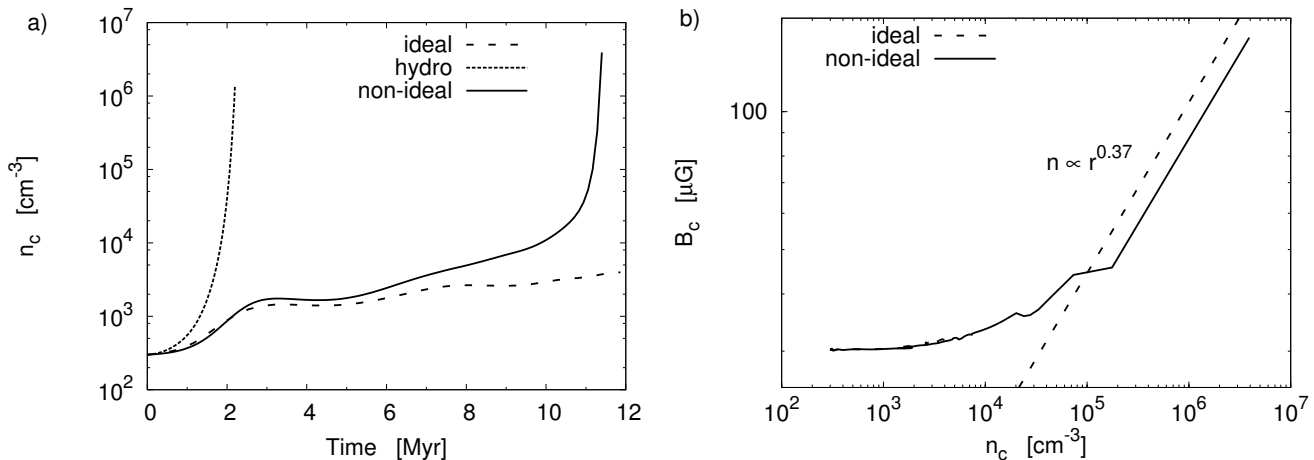 a)
10^7
10^6
10^5
10^4
10^3
10^2
n_c [cm^-3]
ideal
hydro
non-ideal
0 2 4 6 8 10 12
Time [Myr]
b)
ideal
non-ideal
100
B_c [μG]
n ∝ r^0.37
10^2 10^3 10^4 10^5 10^6 10^7
n_c [cm^-3]